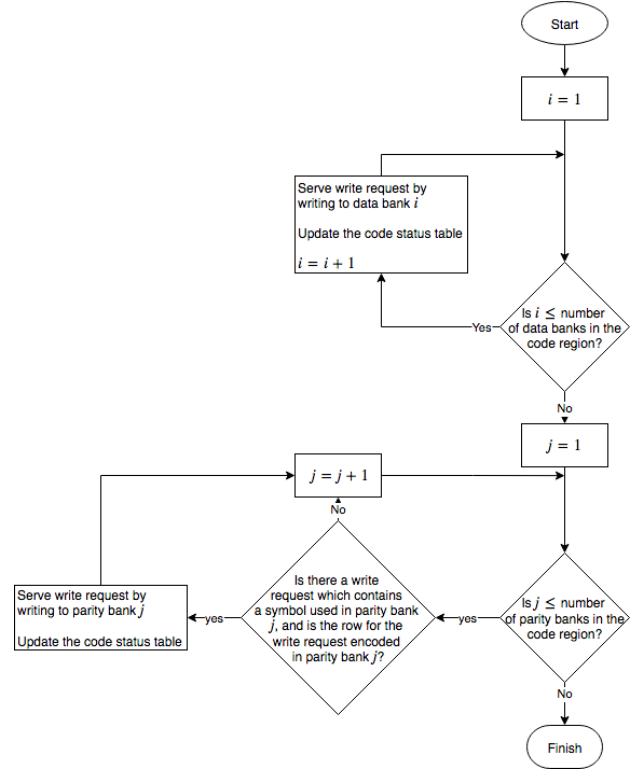 Start
i = 1
Serve write request by
writing to data bank i
Update the code status table
i = i + 1
Is i ≤ number
of data banks in the
code region?
Yes
No
j = 1
j = j + 1
No
Is there a write
request which contains
a symbol used in parity bank
j, and is the row for the
write request encoded
in parity bank j?
Serve write request by
writing to parity bank j
Update the code status table
yes
yes
Is j ≤ number
of parity banks in the
code region?
No
Finish